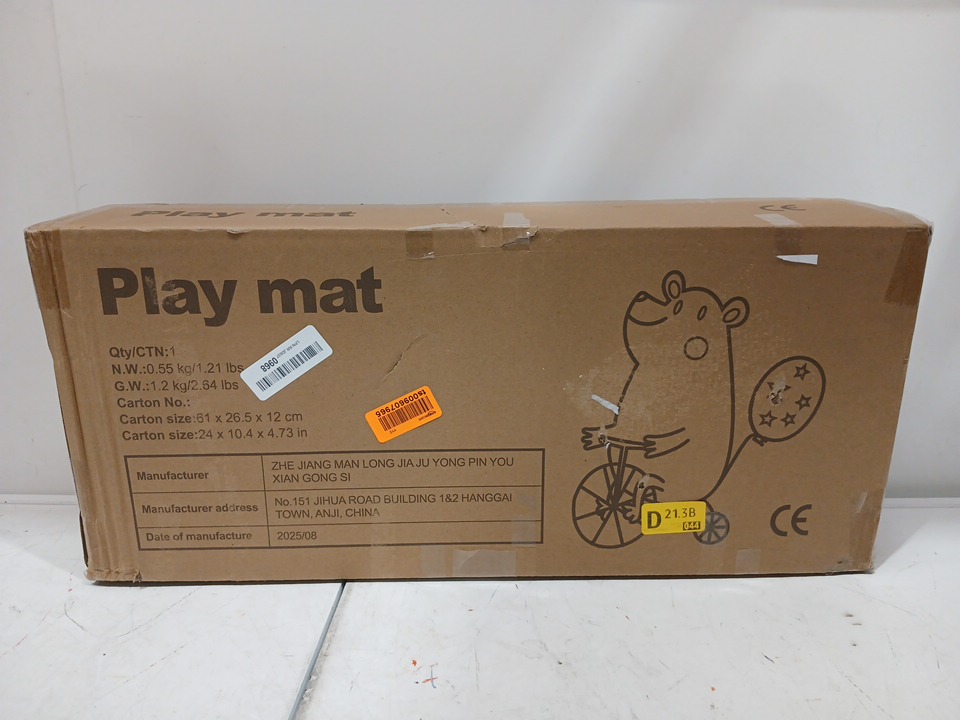 Play mat
CE
Play mat
Qty/CTN:1
N.W.:0.55 kg/1.21 lbs
G.W.:1.2 kg/2.64 lbs
Carton No.:
Carton size:61 x 26.5 x 12 cm
Carton size:24 x 10.4 x 4.73 in
8960
tm009607965
Manufacturer
ZHE JIANG MAN LONG JIA JU YONG PIN YOU
XIAN GONG SI
Manufacturer address
No.151 JIHUA ROAD BUILDING 1&2 HANGGAI
TOWN, ANJI, CHINA
Date of manufacture
2025/08
D 21.3B
044
CE